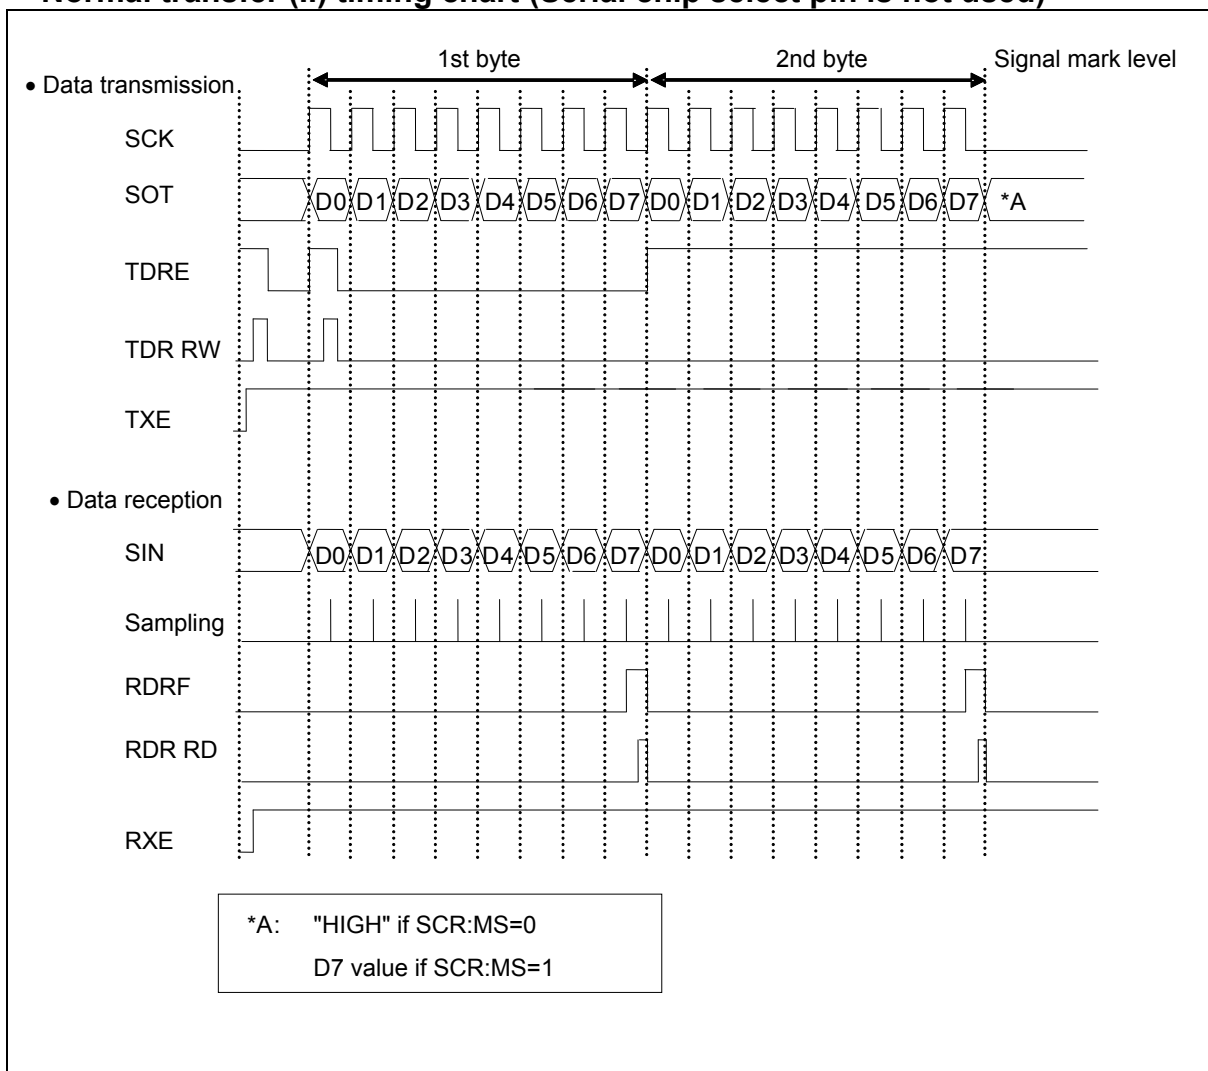 Normal transfer (II) timing chart (Serial chip select pin is not used)
1st byte 2nd byte Signal mark level
• Data transmission
SCK
SOT D0 D1 D2 D3 D4 D5 D6 D7 D0 D1 D2 D3 D4 D5 D6 D7 *A
TDRE
TDR RW
TXE
• Data reception
SIN D0 D1 D2 D3 D4 D5 D6 D7 D0 D1 D2 D3 D4 D5 D6 D7
Sampling
RDRF
RDR RD
RXE
*A: "HIGH" if SCR:MS=0
D7 value if SCR:MS=1